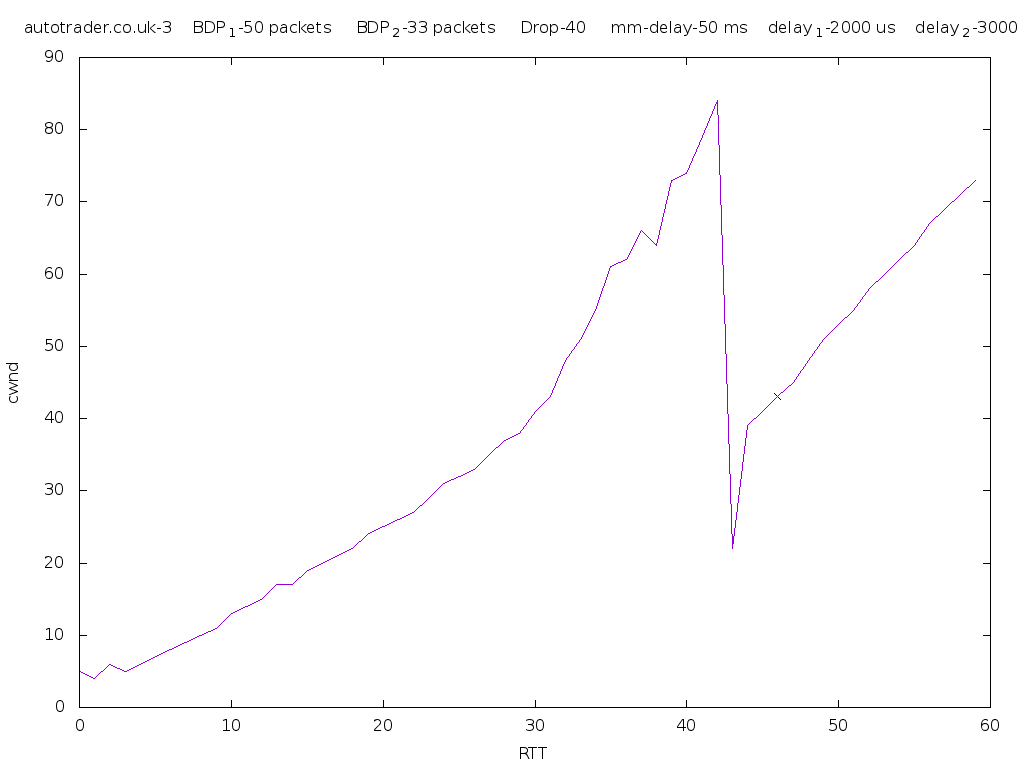 autotrader.co.uk-3 BDP1-50 packets BDP2-33 packets Drop-40 mm-delay-50 ms delay1-2000 us delay2-3000
90
80
70
60
50
40
30
20
10
0
cwnd
0 10 20 30 40 50 60
RTT